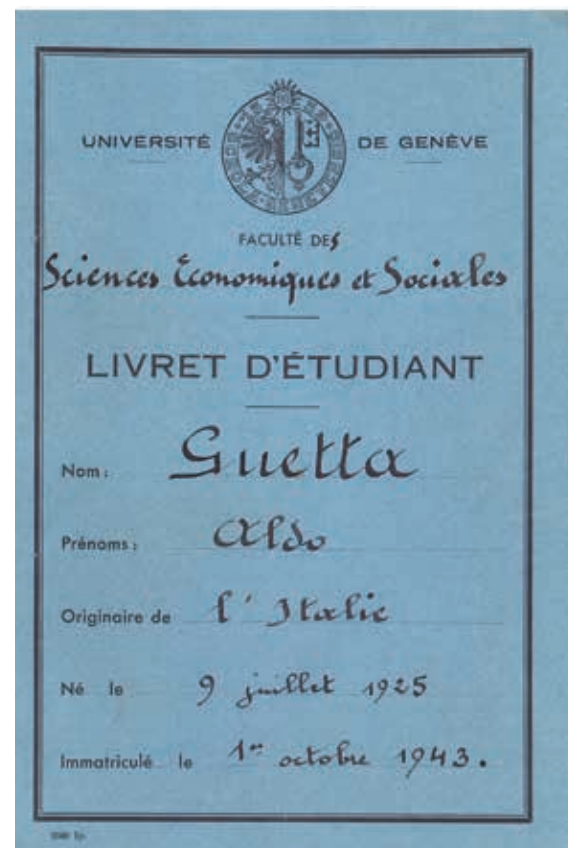 UNIVERSITÉ DE GENÈVE
FACULTÉ DES
Sciences Économiques et Sociales
LIVRET D'ÉTUDIANT
Nom: Guetta
Prénoms: Aldo
Originaire de l'Italie
Né le 9 juillet 1925
Immatriculé le 1er octobre 1943.